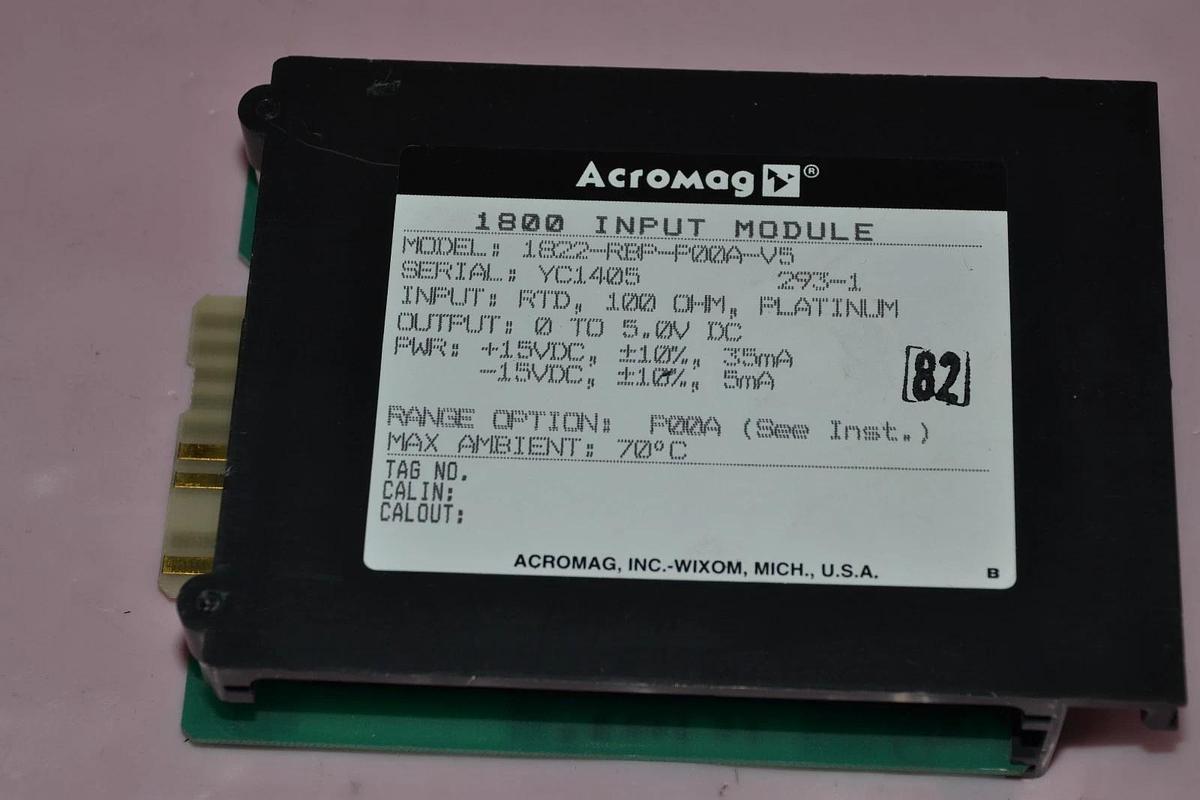 Acromag ®
1800 INPUT MODULE
MODEL: 1822-RBP-P00A-V5
SERIAL: YC1405 293-1
INPUT: RTD, 100 OHM, PLATINUM
OUTPUT: 0 TO 5.0V DC
PWR: +15VDC, ±10%, 35mA
-15VDC, ±10%, 5mA
82
RANGE OPTION: P00A (See Inst.)
MAX AMBIENT: 70°C
TAG NO.
CALIN:
CALOUT:
ACROMAG, INC.-WIXOM, MICH., U.S.A. B